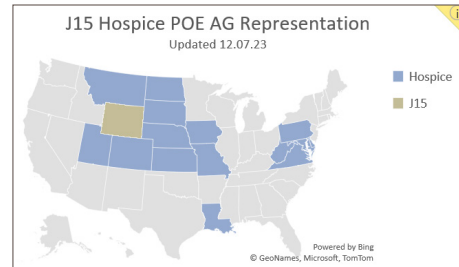 J15 Hospice POE AG Representation
Updated 12.07.23
Hospice
J15
Powered by Bing
© GeoNames, Microsoft, TomTom